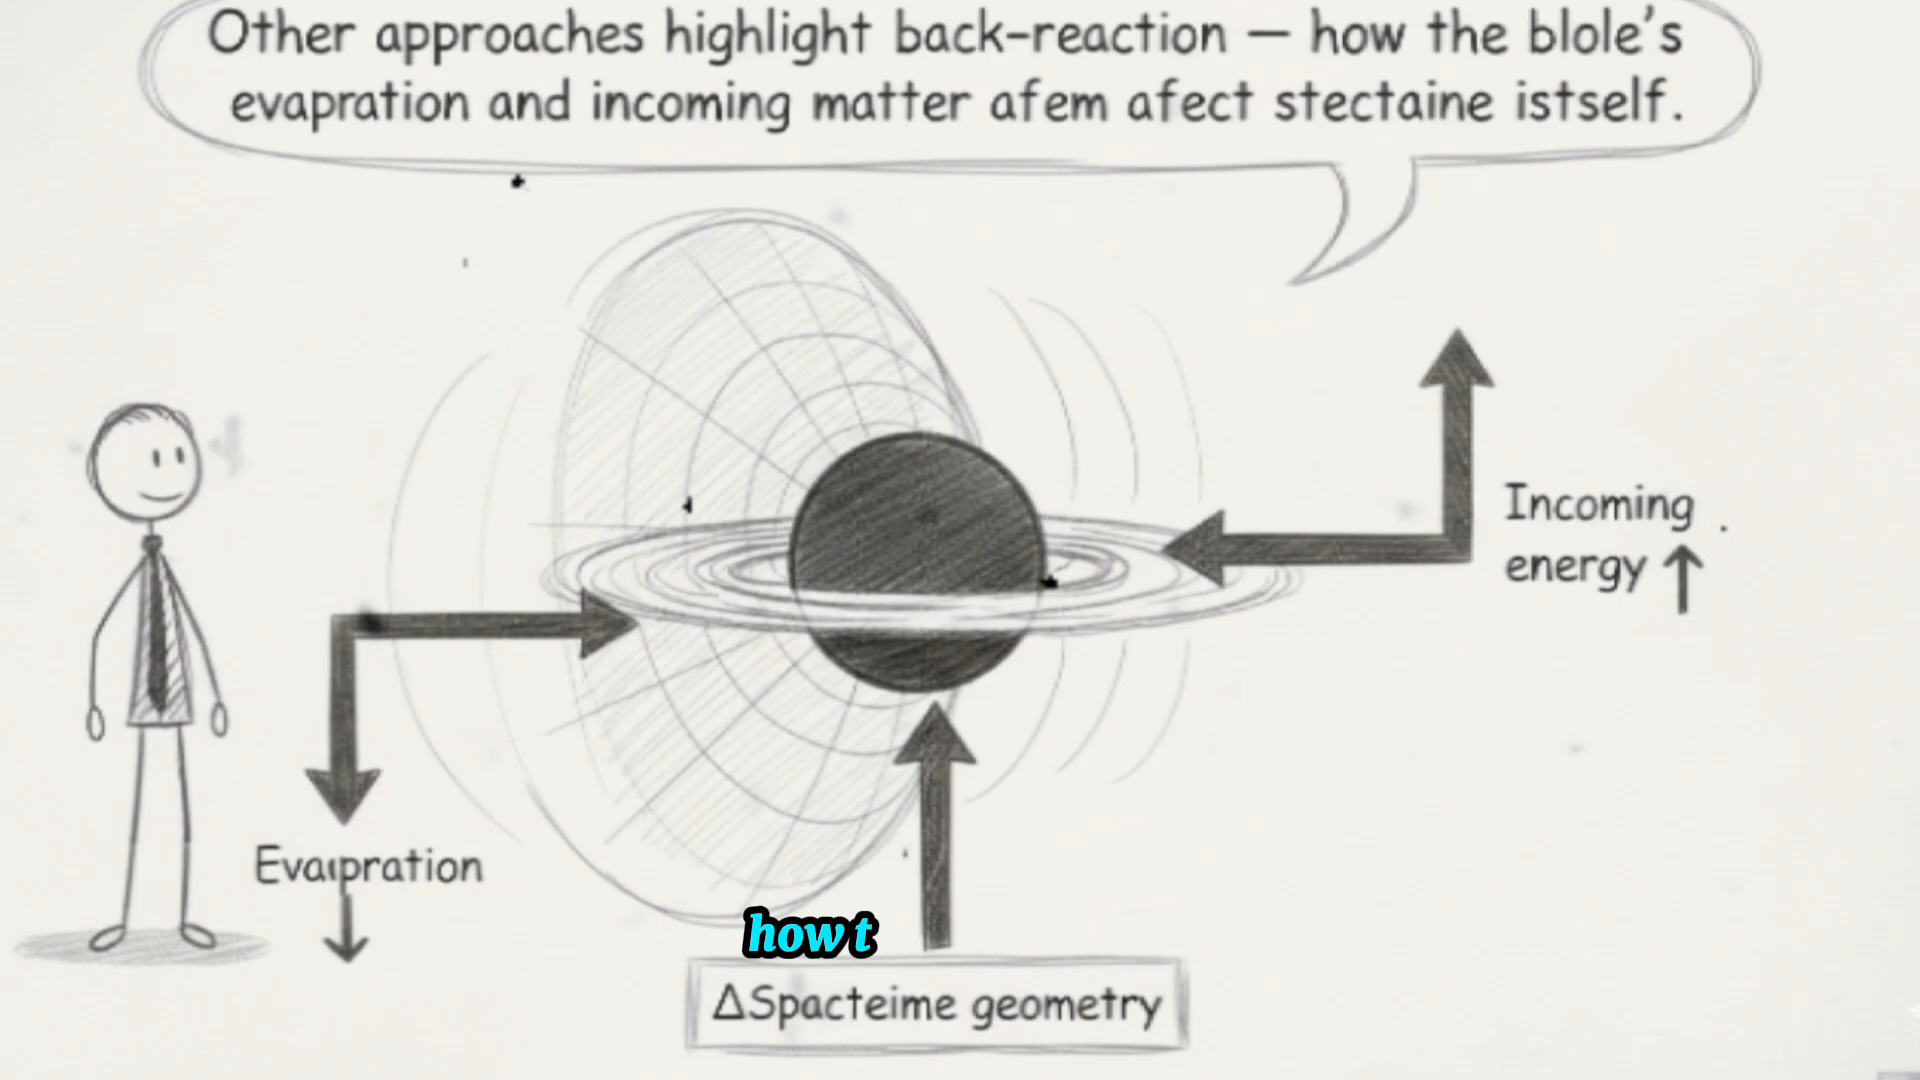 Other approaches highlight back-reaction — how the blole's
evapration and incoming matter afem afect stectaine istself.
Incoming
energy ↑
Evaıpration
how t
ΔSpacteime geometry